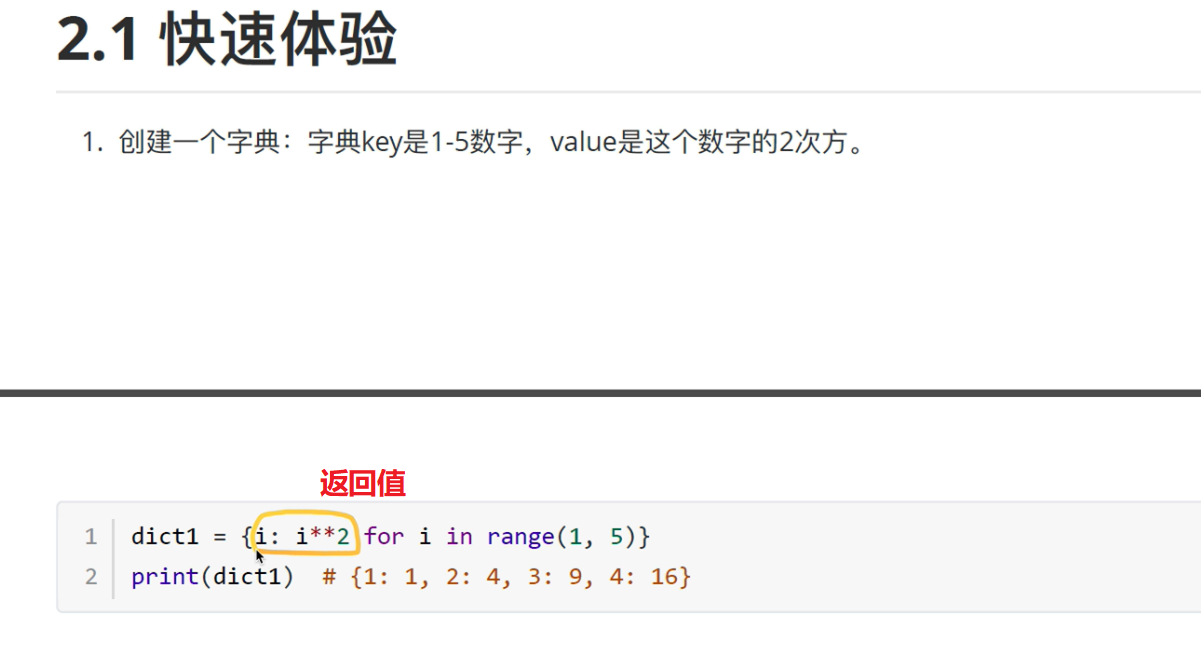 2.1 快速体验
1. 创建一个字典：字典key是1-5数字，value是这个数字的2次方。
返回值
1 dict1 = {i: i**2 for i in range(1, 5)}
2 print(dict1)  # {1: 1, 2: 4, 3: 9, 4: 16}